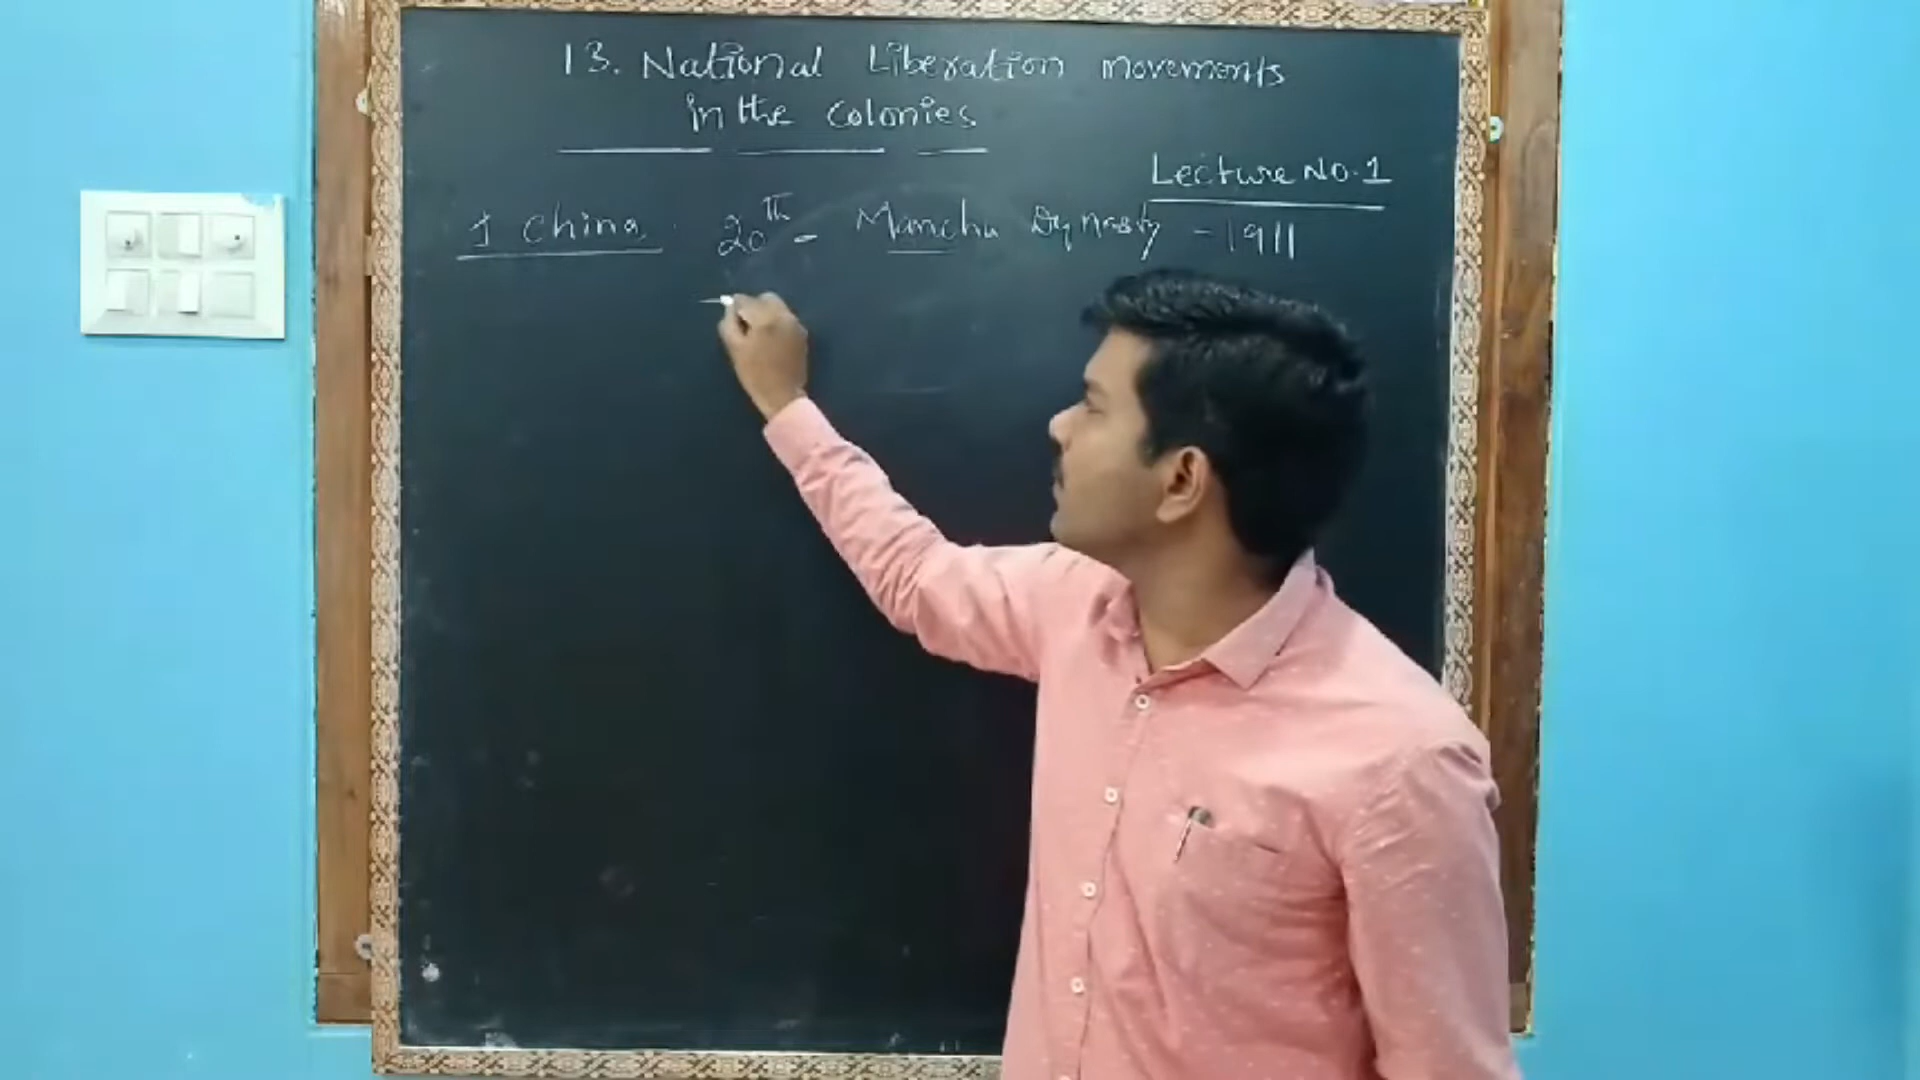 13. National Liberation movements
in the colonies
Lecture No. 1
1 China. 20th - Manchu Dynasty - 1911